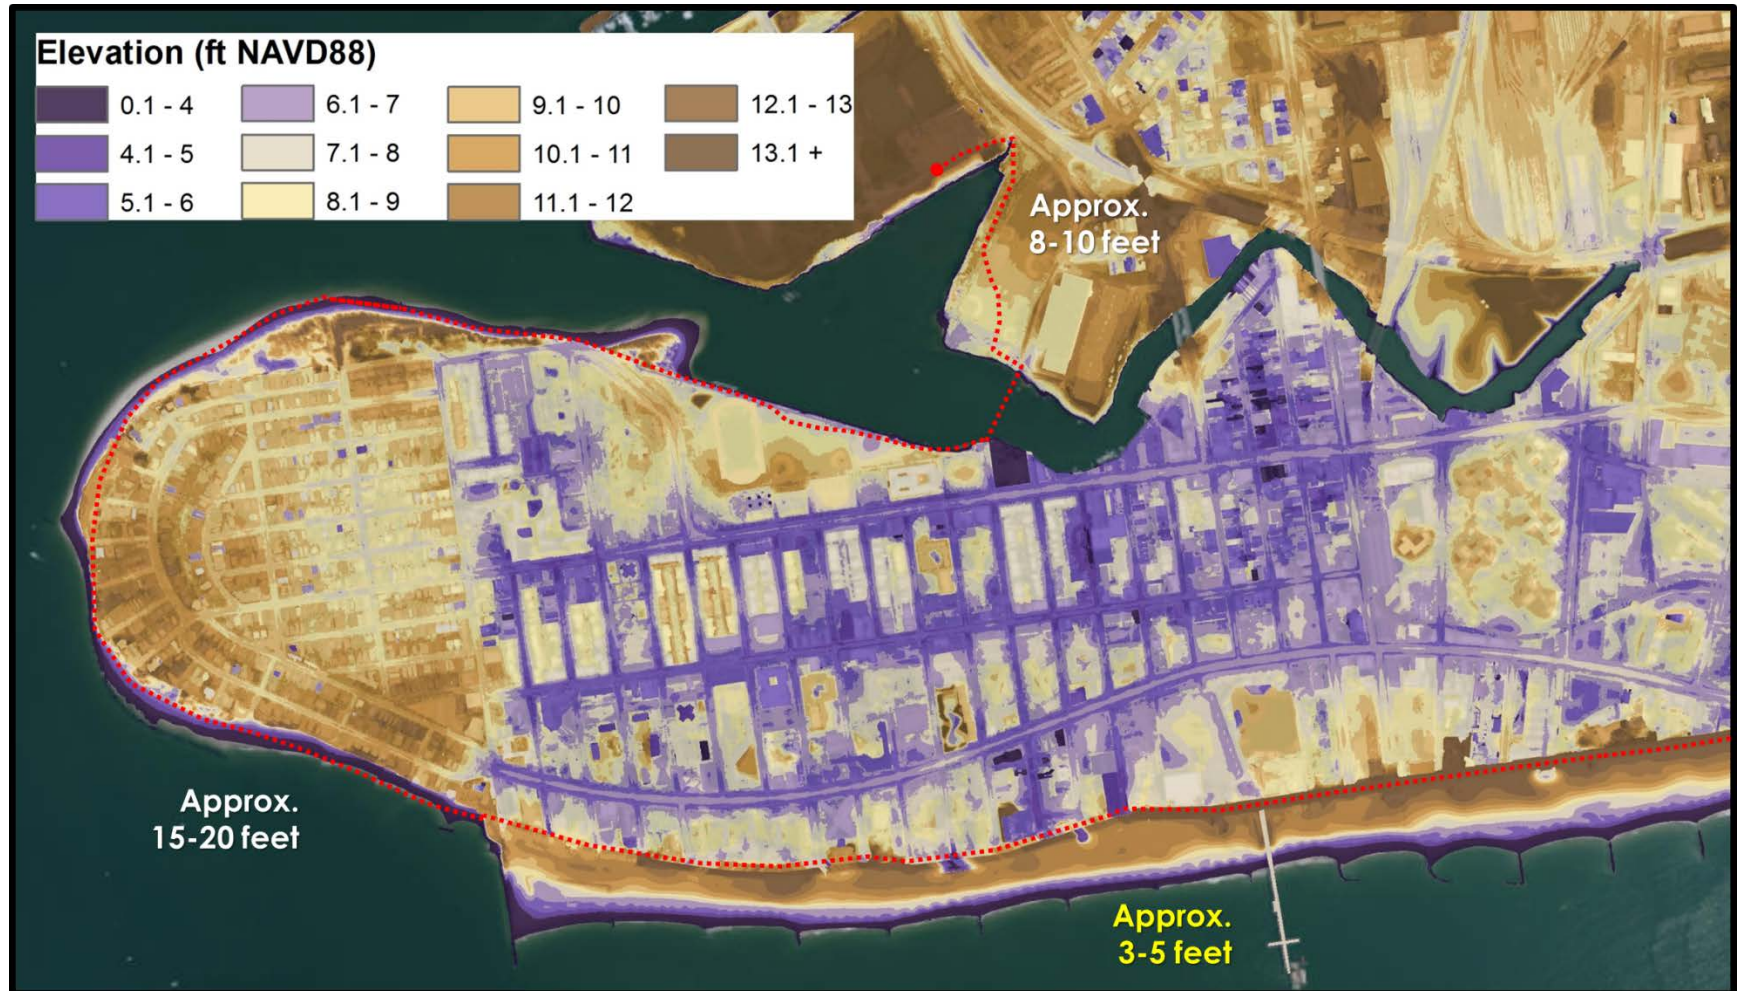 Elevation (ft NAVD88)
0.1 - 4
6.1 - 7
9.1 - 10
12.1 - 13
4.1 - 5
7.1 - 8
10.1 - 11
13.1 +
5.1 - 6
8.1 - 9
11.1 - 12
Approx.
8-10 feet
Approx.
15-20 feet
Approx.
3-5 feet